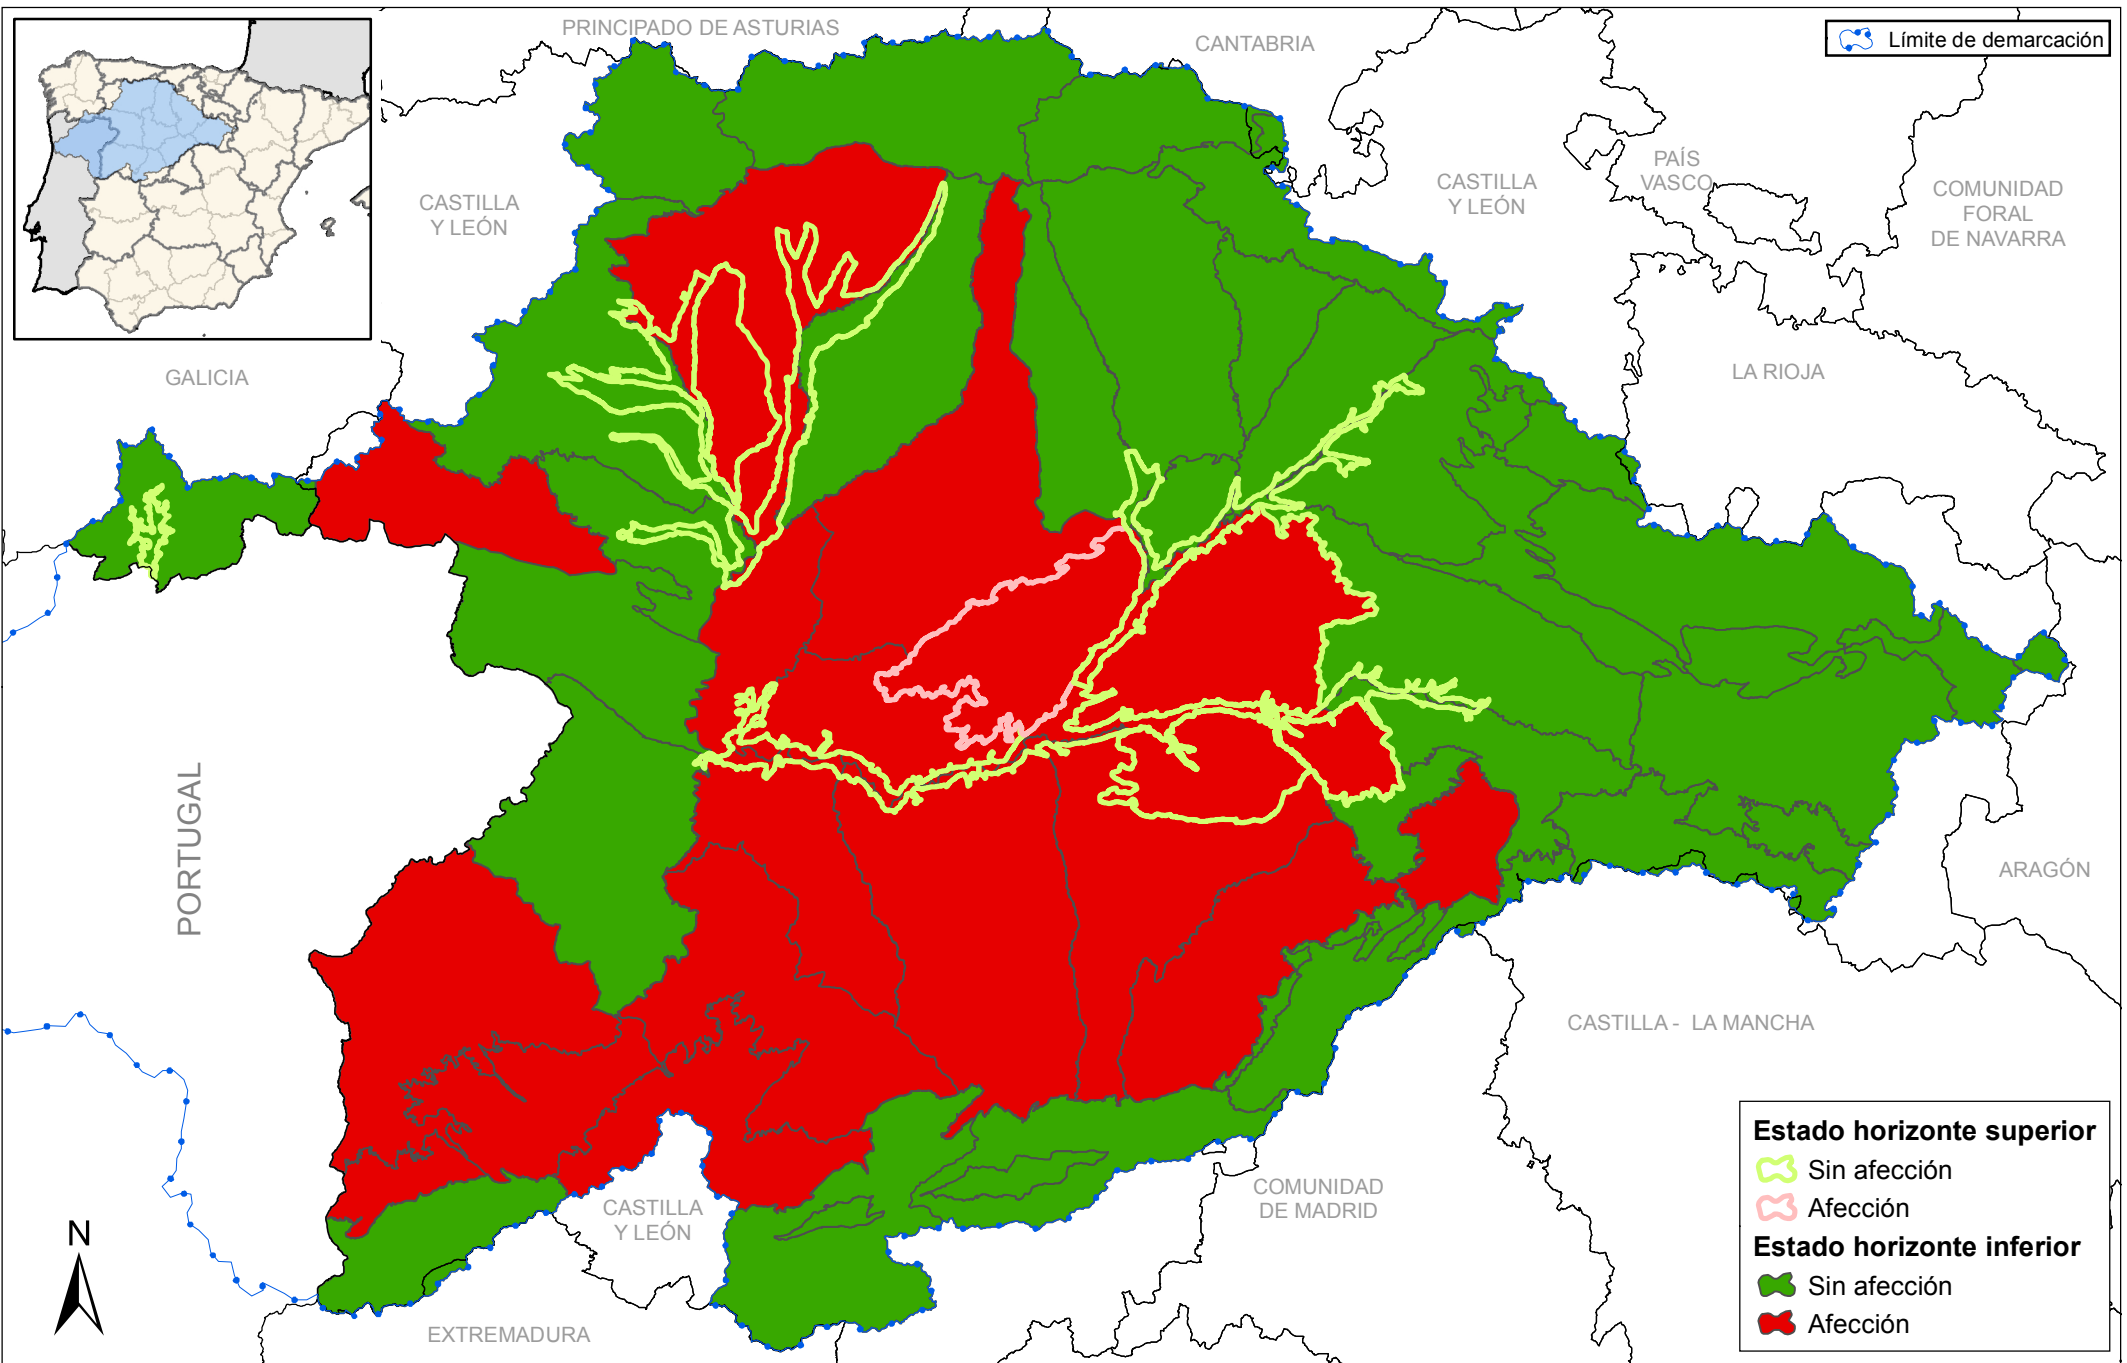 PRINCIPADO DE ASTURIAS
CANTABRIA
Límite de demarcación
PAÍS
VASCO
CASTILLA
Y LEÓN
CASTILLA
Y LEÓN
COMUNIDAD
FORAL
DE NAVARRA
GALICIA
LA RIOJA
PORTUGAL
ARAGÓN
CASTILLA - LA MANCHA
COMUNIDAD
DE MADRID
CASTILLA
Y LEÓN
EXTREMADURA
N
Estado horizonte superior
Sin afección
Afección
Estado horizonte inferior
Sin afección
Afección